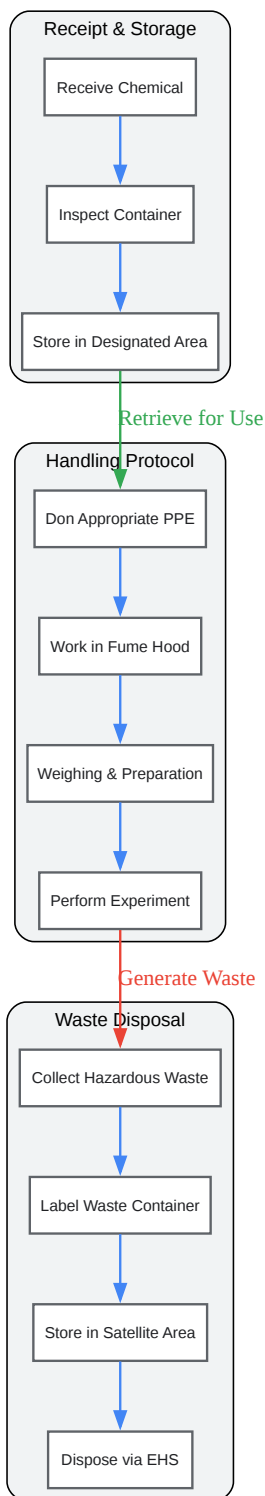 Receipt & Storage
Receive Chemical
Inspect Container
Store in Designated Area
Retrieve for Use
Handling Protocol
Don Appropriate PPE
Work in Fume Hood
Weighing & Preparation
Perform Experiment
Generate Waste
Waste Disposal
Collect Hazardous Waste
Label Waste Container
Store in Satellite Area
Dispose via EHS